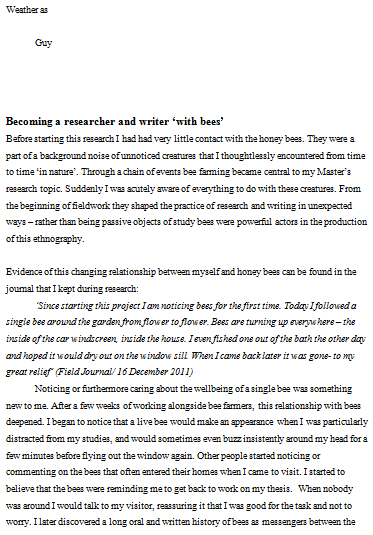 Weather as
Guy
Becoming a researcher and writer ‘with bees’
Before starting this research I had had very little contact with the honey bees. They were a
part of a background noise of unnoticed creatures that I thoughtlessly encountered from time
to time ‘in nature’. Through a chain of events bee farming became central to my Master’s
research topic. Suddenly I was acutely aware of everything to do with these creatures. From
the beginning of fieldwork they shaped the practice of research and writing in unexpected
ways – rather than being passive objects of study bees were powerful actors in the production
of this ethnography.
Evidence of this changing relationship between myself and honey bees can be found in the
journal that I kept during research:
‘Since starting this project I am noticing bees for the first time. Today I followed a
single bee around the garden from flower to flower. Bees are turning up everywhere – the
inside of the car windscreen, inside the house. I even fished one out of the bath the other day
and hoped it would dry out on the window sill. When I came back later it was gone- to my
great relief’ (Field Journal/ 16 December 2011)
Noticing or furthermore caring about the wellbeing of a single bee was something
new to me. After a few weeks of working alongside bee farmers, this relationship with bees
deepened. I began to notice that a live bee would make an appearance when I was particularly
distracted from my studies, and would sometimes even buzz insistently around my head for a
few minutes before flying out the window again. Other people started noticing or
commenting on the bees that often entered their homes when I came to visit. I started to
believe that the bees were reminding me to get back to work on my thesis. When nobody
was around I would talk to my visitor, reassuring it that I was good for the task and not to
worry. I later discovered a long oral and written history of bees as messengers between the